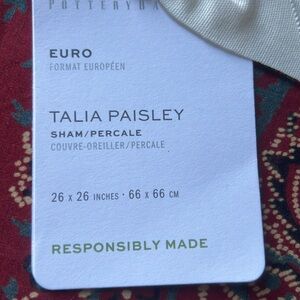 EURO
FORMAT EUROPÉEN
TALIA PAISLEY
SHAM/PERCALE
COUVRE-OREILLER/PERCALE
26 x 26 INCHES · 66 x 66 CM
RESPONSIBLY MADE